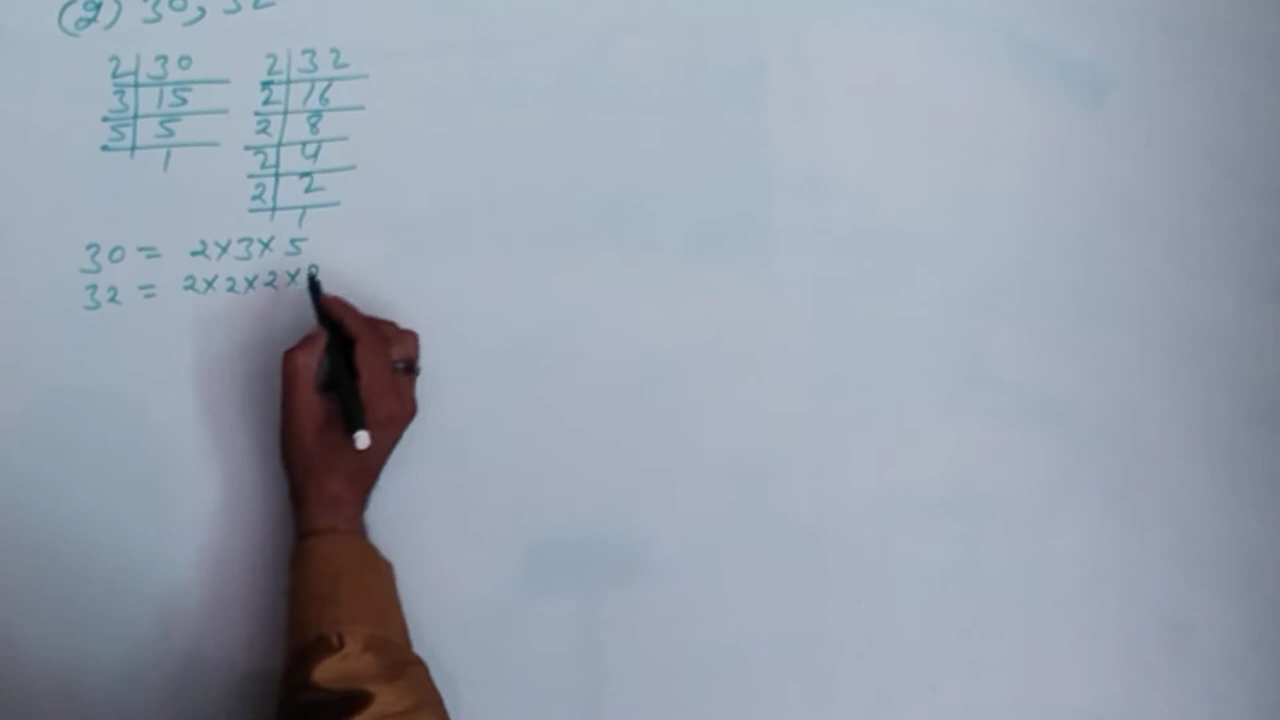 (2) 30, 32
2 | 30
3 | 15
5 | 5
1
2 | 32
2 | 16
2 | 8
2 | 4
2 | 2
1
30 = 2×3×5
32 = 2×2×2×